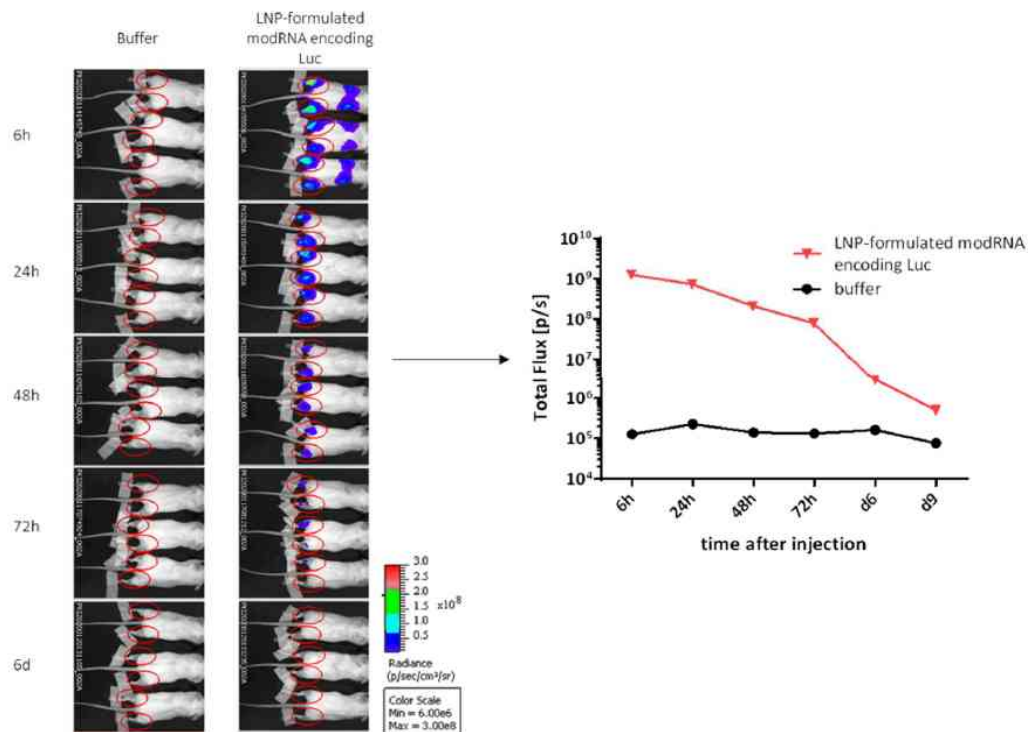 Buffer
LNP-formulated
modRNA encoding
Luc
6h
24h
48h
72h
6d
3.0
2.5
2.0
1.5
1.0
0.5
x10⁸
Radiance
(p/sec/cm²/sr)
Color Scale
Min = 6.00e6
Max = 3.00e8
LNP-formulated modRNA
encoding Luc
buffer
Total Flux [p/s]
10¹⁰
10⁹
10⁸
10⁷
10⁶
10⁵
10⁴
6h
24h
48h
72h
d6
d9
time after injection